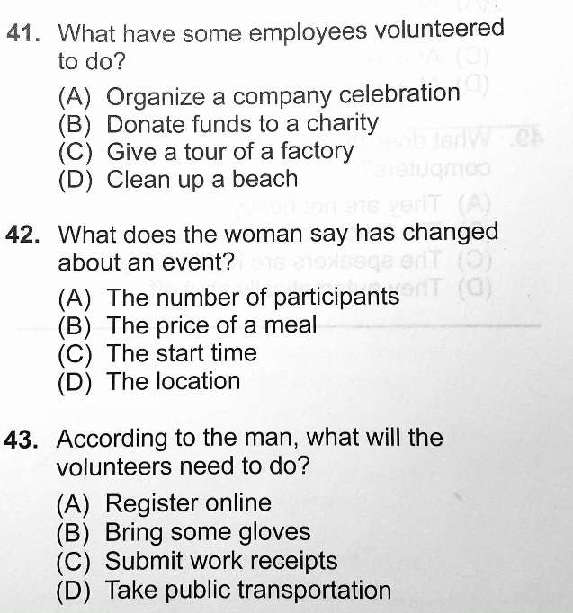 41. What have some employees volunteered
to do?
(A) Organize a company celebration
(B) Donate funds to a charity
(C) Give a tour of a factory
(D) Clean up a beach
42. What does the woman say has changed
about an event?
(A) The number of participants
(B) The price of a meal
(C) The start time
(D) The location
43. According to the man, what will the
volunteers need to do?
(A) Register online
(B) Bring some gloves
(C) Submit work receipts
(D) Take public transportation